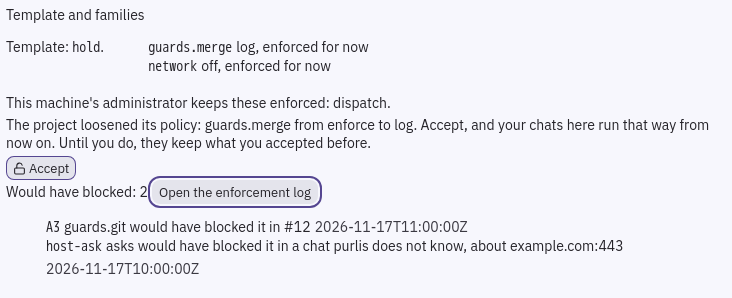 Template and families
Template: hold. guards.merge log, enforced for now
network off, enforced for now
This machine's administrator keeps these enforced: dispatch.
The project loosened its policy: guards.merge from enforce to log. Accept, and your chats here run that way from
now on. Until you do, they keep what you accepted before.
Accept
Would have blocked: 2 Open the enforcement log
A3 guards.git would have blocked it in #12 2026-11-17T11:00:00Z
host-ask asks would have blocked it in a chat purlis does not know, about example.com:443
2026-11-17T10:00:00Z